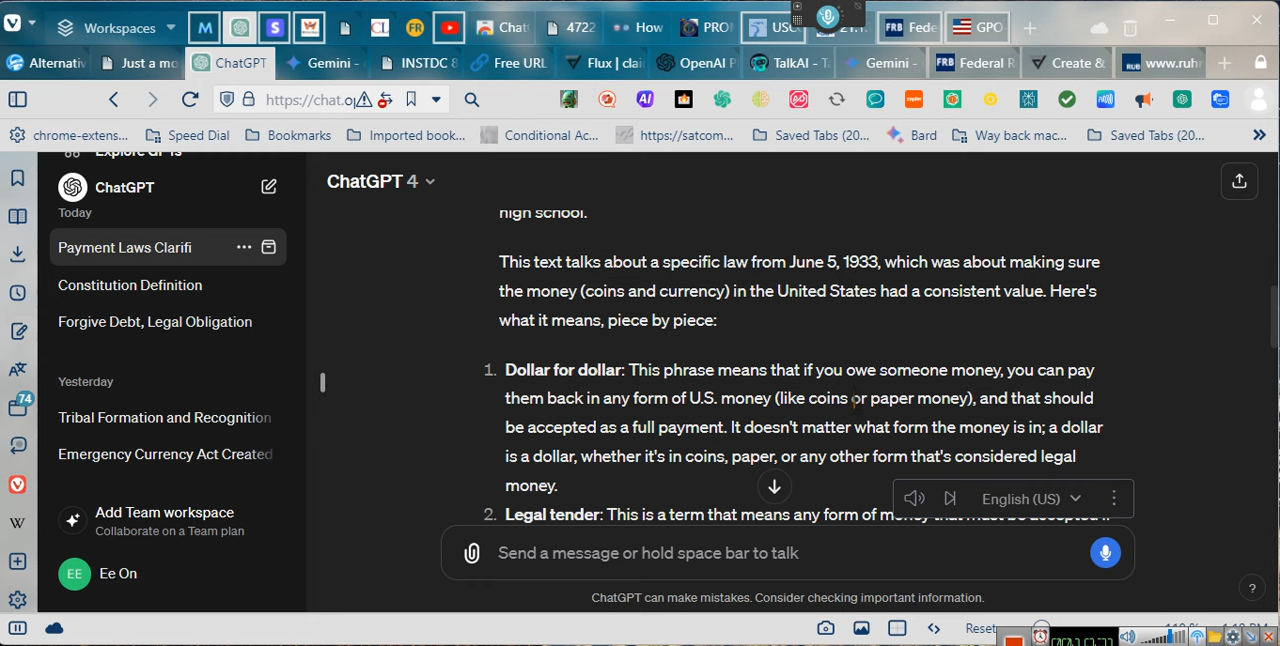 Workspaces
M
S
CL
FR
Chat
4722
How
PRO
USC
FRB Fede
GPO
Alternativ
Just a mo
ChatGPT
Gemini -
INSTDC 8
Free URL
Flux | clai
OpenAI P
TalkAI - T
Gemini -
FRB Federal R
Create &
RUB www.ruhr
https://chat.op
AI
chrome-extens...
Speed Dial
Bookmarks
Imported book...
Conditional Ac...
https://satcom...
Saved Tabs (20...
Bard
Way back mac...
Saved Tabs (20...
74
W
Explore GPTs
ChatGPT
Today
Payment Laws Clarifi
Constitution Definition
Forgive Debt, Legal Obligation
Yesterday
Tribal Formation and Recognition
Emergency Currency Act Created
Add Team workspace
Collaborate on a Team plan
EE
Ee On
ChatGPT 4
high school.
This text talks about a specific law from June 5, 1933, which was about making sure
the money (coins and currency) in the United States had a consistent value. Here's
what it means, piece by piece:
1. Dollar for dollar: This phrase means that if you owe someone money, you can pay
them back in any form of U.S. money (like coins or paper money), and that should
be accepted as a full payment. It doesn't matter what form the money is in; a dollar
is a dollar, whether it's in coins, paper, or any other form that's considered legal
money.
English (US)
2. Legal tender: This is a term that means any form of money that must be accepted i
Send a message or hold space bar to talk
ChatGPT can make mistakes. Consider checking important information.
?
Reset